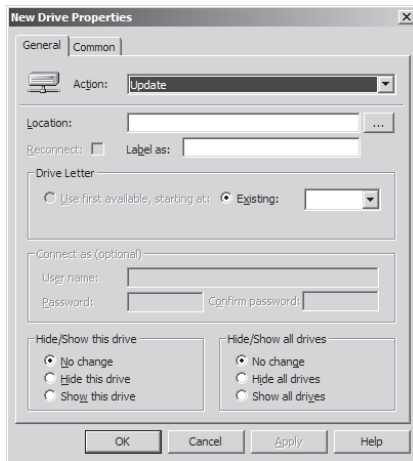 New Drive Properties
General Common
Action: Update
Location: ...
Reconnect: Label as:
Drive Letter
Use first available, starting at: Existing:
Connect as (optional)
User name:
Password: Confirm password:
Hide/Show this drive Hide/Show all drives
No change No change
Hide this drive Hide all drives
Show this drive Show all drives
OK Cancel Apply Help